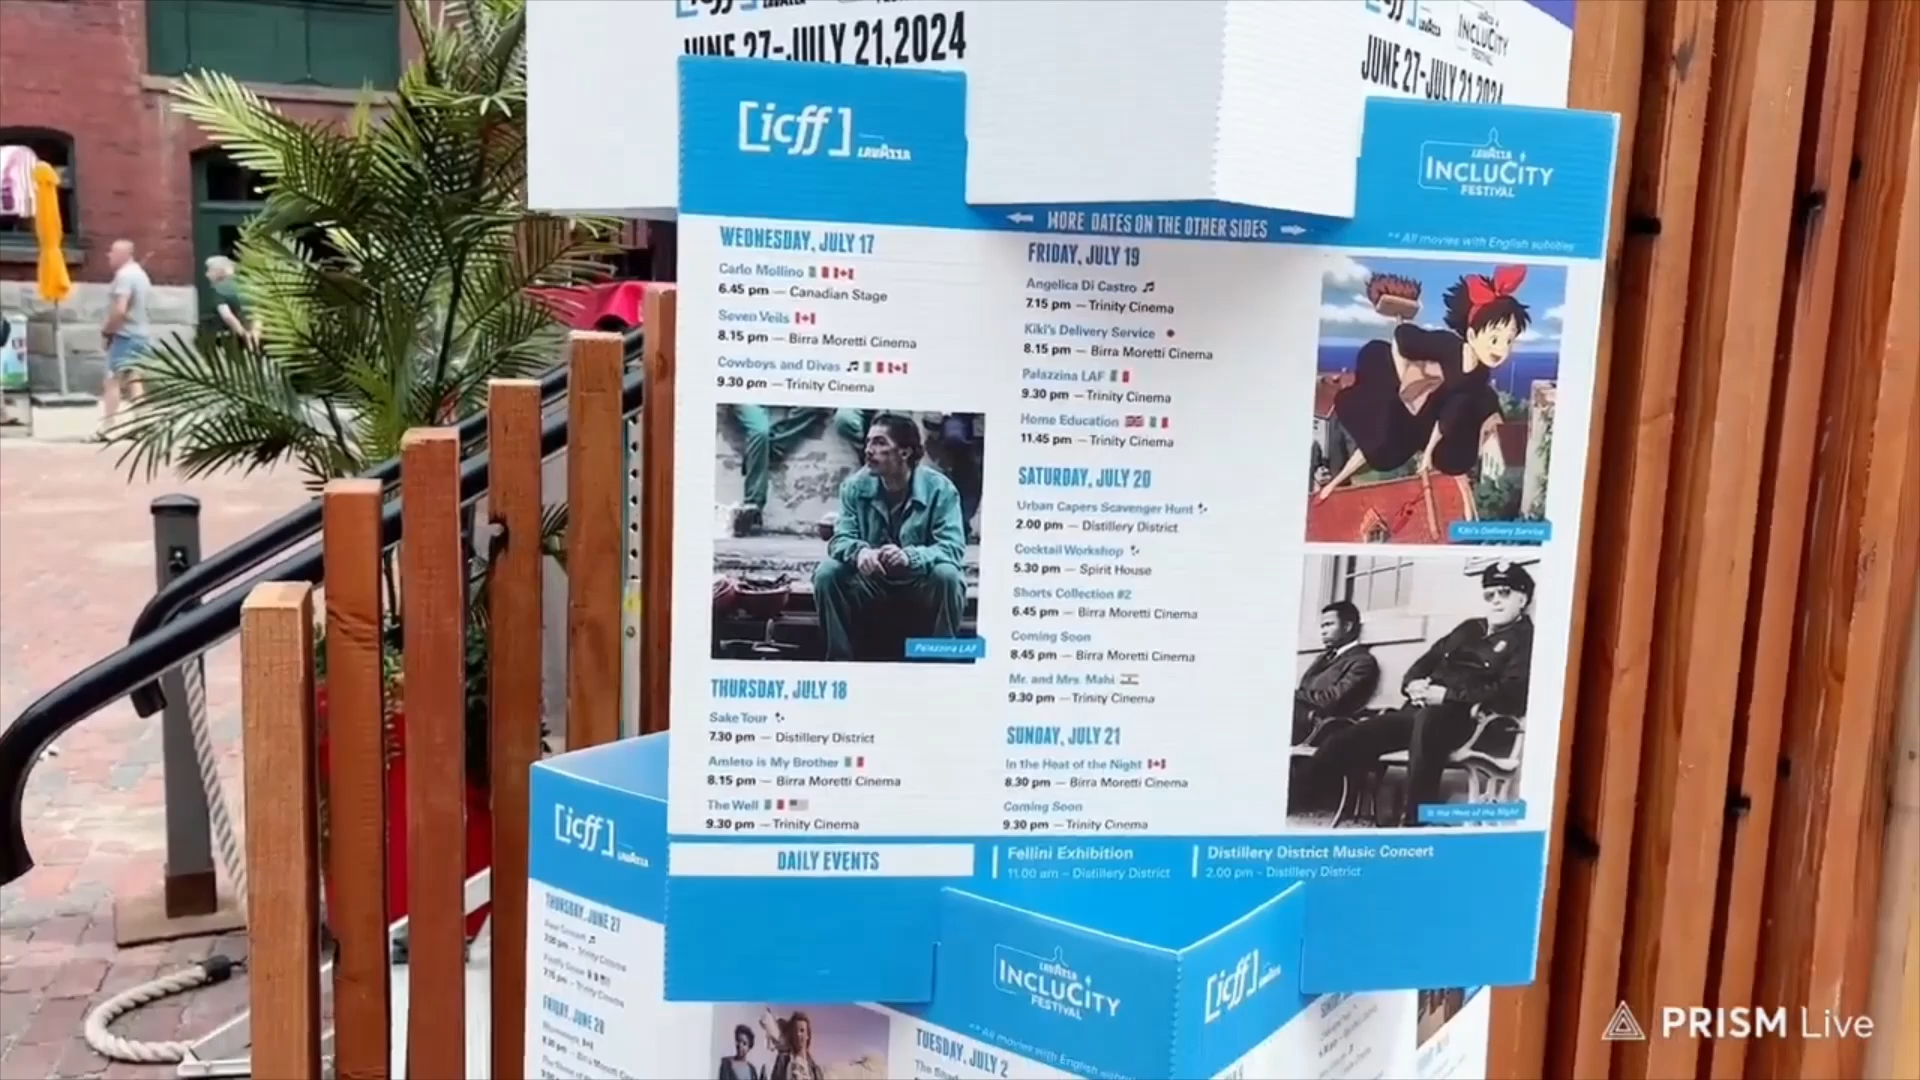 JUNE 27-JULY 21,2024
INCLUCITY
FESTIVAL
JUNE 27-JULY 21 2024
[icff]
LAVAZZA
LAVAZZA
INCLUCITY
FESTIVAL
MORE DATES ON THE OTHER SIDES
** All movies with English subtitles
WEDNESDAY, JULY 17
Carlo Mollino
6.45 pm — Canadian Stage
Seven Veils
8.15 pm — Birra Moretti Cinema
Cowboys and Divas
9.30 pm — Trinity Cinema
Palazzina LAF
THURSDAY, JULY 18
Sake Tour
7.30 pm — Distillery District
Amleto is My Brother
8.15 pm — Birra Moretti Cinema
The Well
9.30 pm — Trinity Cinema
FRIDAY, JULY 19
Angelica Di Castro
7.15 pm — Trinity Cinema
Kiki's Delivery Service
8.15 pm — Birra Moretti Cinema
Palazzina LAF
9.30 pm — Trinity Cinema
Home Education
11.45 pm — Trinity Cinema
SATURDAY, JULY 20
Urban Capers Scavenger Hunt
2.00 pm — Distillery District
Cocktail Workshop
5.30 pm — Spirit House
Shorts Collection #2
6.45 pm — Birra Moretti Cinema
Coming Soon
8.45 pm — Birra Moretti Cinema
Mr. and Mrs. Mahi
9.30 pm — Trinity Cinema
SUNDAY, JULY 21
In the Heat of the Night
8.30 pm — Birra Moretti Cinema
Coming Soon
9.30 pm — Trinity Cinema
Kiki's Delivery Service
In the Heat of the Night
DAILY EVENTS
Fellini Exhibition
11.00 am – Distillery District
Distillery District Music Concert
2.00 pm – Distillery District
[icff]
LAVAZZA
THURSDAY, JUNE 27
Trinity Cinema
Trinity Cinema
FRIDAY, JUNE 28
LAVAZZA
INCLUCITY
FESTIVAL
** All movies with English
TUESDAY, JULY 2
[icff]
LAVAZZA
PRISM Live